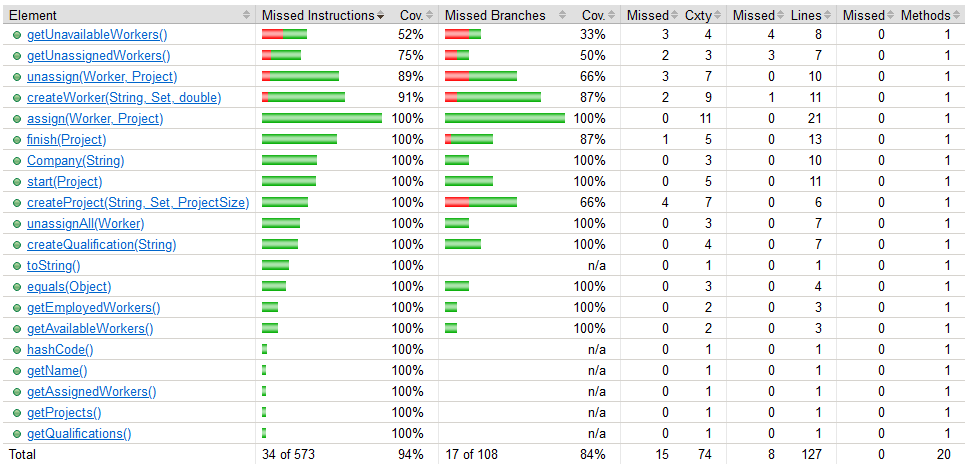 Element Missed Instructions Cov. Missed Branches Cov. Missed Cxty Missed Lines Missed Methods
getUnavailableWorkers() 52% 33% 3 4 4 8 0 1
getUnassignedWorkers() 75% 50% 2 3 3 7 0 1
unassign(Worker, Project) 89% 66% 3 7 0 10 0 1
createWorker(String, Set, double) 91% 87% 2 9 1 11 0 1
assign(Worker, Project) 100% 100% 0 11 0 21 0 1
finish(Project) 100% 87% 1 5 0 13 0 1
Company(String) 100% 100% 0 3 0 10 0 1
start(Project) 100% 100% 0 5 0 11 0 1
createProject(String, Set, ProjectSize) 100% 66% 4 7 0 6 0 1
unassignAll(Worker) 100% 100% 0 3 0 7 0 1
createQualification(String) 100% 100% 0 4 0 7 0 1
toString() 100% n/a 0 1 0 1 0 1
equals(Object) 100% 100% 0 3 0 4 0 1
getEmployedWorkers() 100% 100% 0 2 0 3 0 1
getAvailableWorkers() 100% 100% 0 2 0 3 0 1
hashCode() 100% n/a 0 1 0 1 0 1
getName() 100% n/a 0 1 0 1 0 1
getAssignedWorkers() 100% n/a 0 1 0 1 0 1
getProjects() 100% n/a 0 1 0 1 0 1
getQualifications() 100% n/a 0 1 0 1 0 1
Total 34 of 573 94% 17 of 108 84% 15 74 8 127 0 20